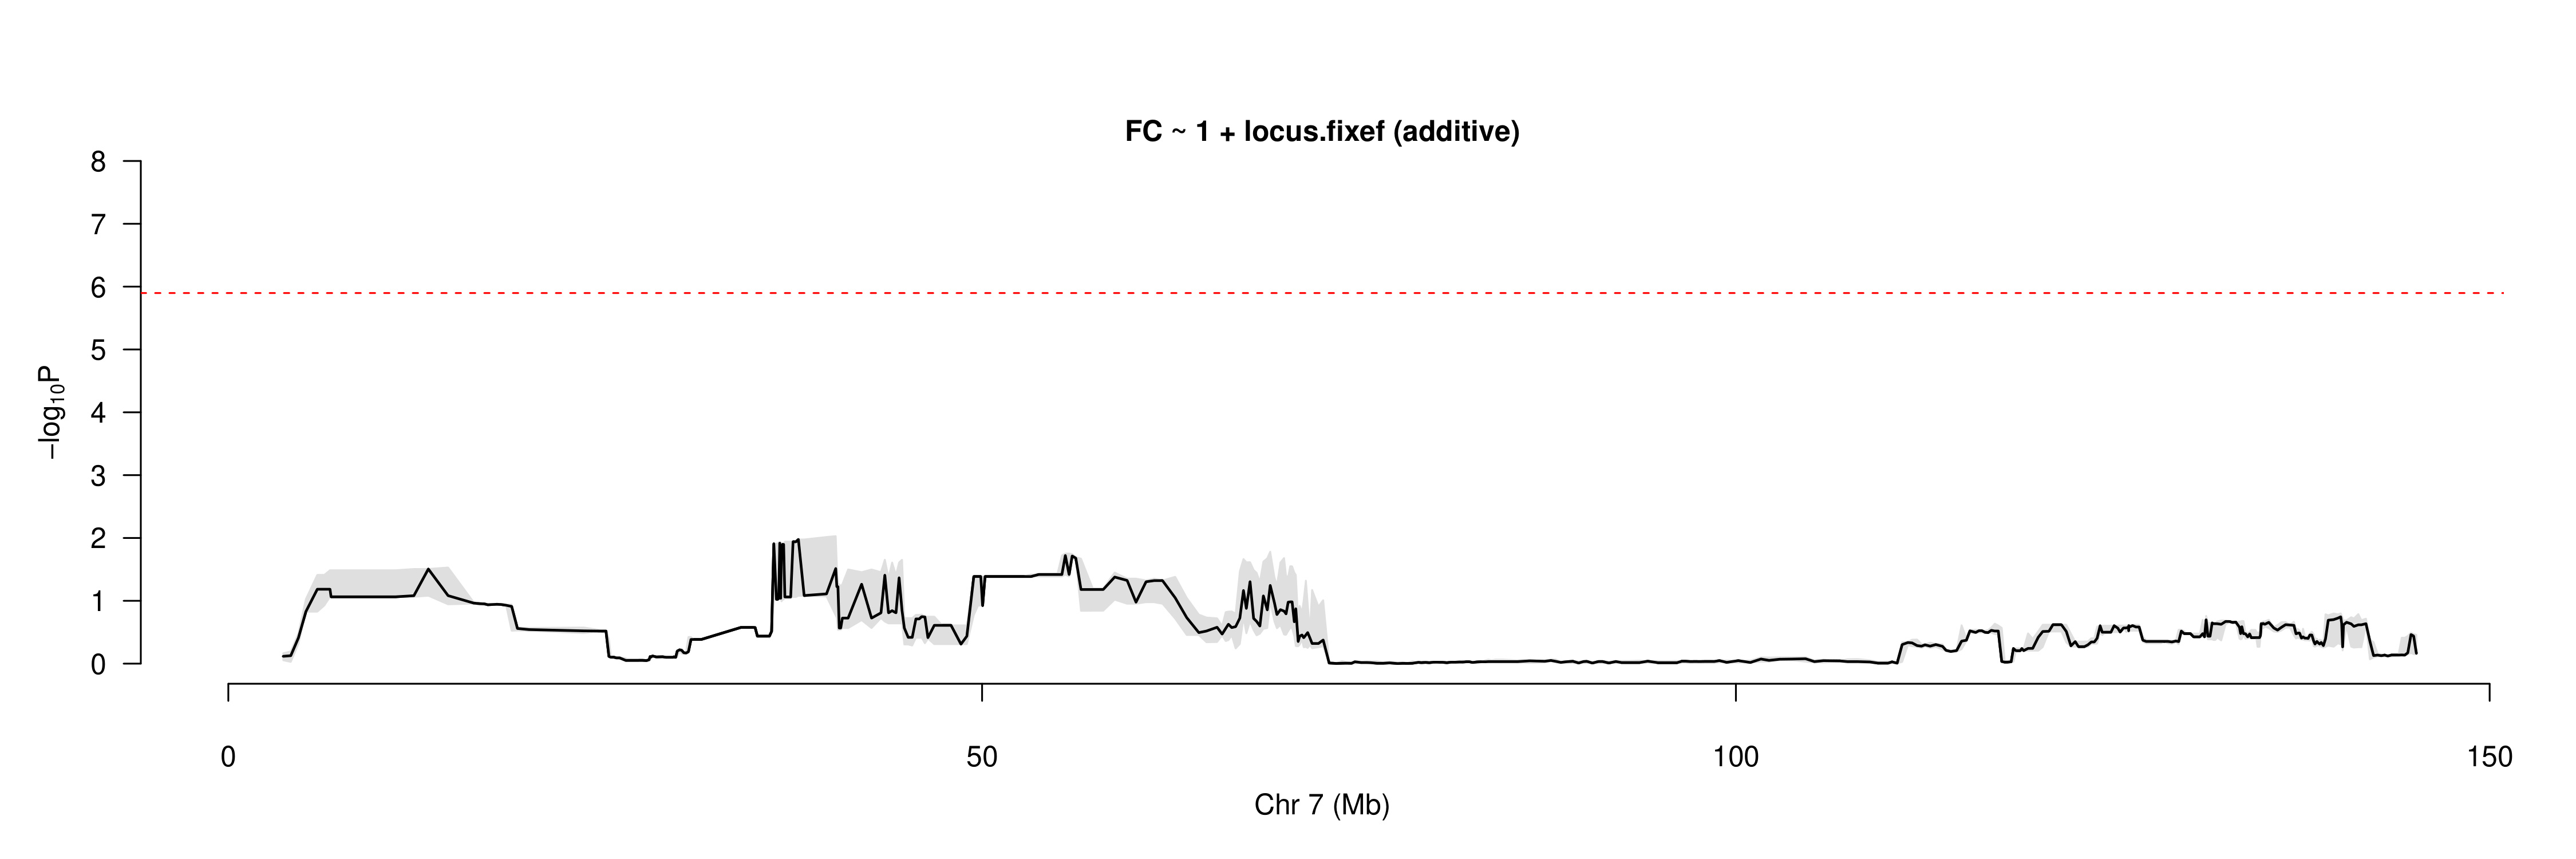 FC ~ 1 + locus.fixef (additive)
8
7
6
5
4
3
2
1
0
−log₁₀P
0 50 100 150
Chr 7 (Mb)